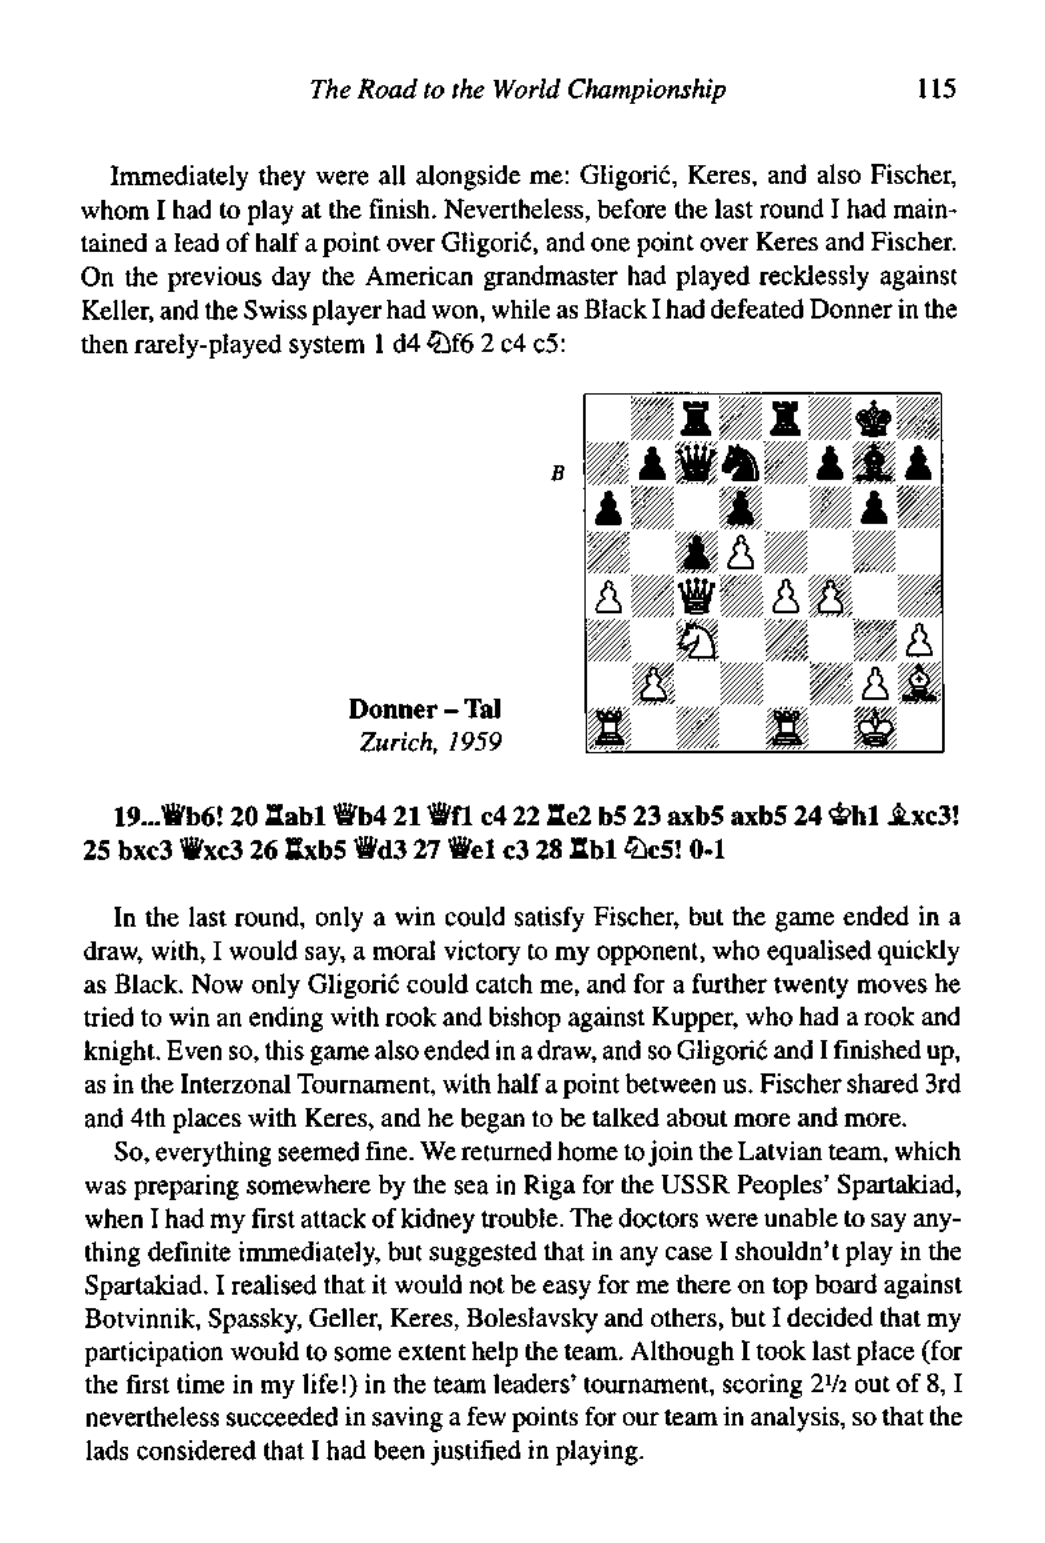 The Road to the World Championship 115
Immediately they were all alongside me: Gligorić, Keres, and also Fischer,
whom I had to play at the finish. Nevertheless, before the last round I had main-
tained a lead of half a point over Gligorić, and one point over Keres and Fischer.
On the previous day the American grandmaster had played recklessly against
Keller, and the Swiss player had won, while as Black I had defeated Donner in the
then rarely-played system 1 d4 ♘f6 2 c4 c5:
B
Donner – Tal
Zurich, 1959
19...♕b6! 20 ♖ab1 ♕b4 21 ♕f1 c4 22 ♖e2 b5 23 axb5 axb5 24 ♔h1 ♗xc3!
25 bxc3 ♕xc3 26 ♖xb5 ♕d3 27 ♕e1 c3 28 ♖b1 ♘c5! 0-1
In the last round, only a win could satisfy Fischer, but the game ended in a
draw, with, I would say, a moral victory to my opponent, who equalised quickly
as Black. Now only Gligorić could catch me, and for a further twenty moves he
tried to win an ending with rook and bishop against Kupper, who had a rook and
knight. Even so, this game also ended in a draw, and so Gligorić and I finished up,
as in the Interzonal Tournament, with half a point between us. Fischer shared 3rd
and 4th places with Keres, and he began to be talked about more and more.
So, everything seemed fine. We returned home to join the Latvian team, which
was preparing somewhere by the sea in Riga for the USSR Peoples' Spartakiad,
when I had my first attack of kidney trouble. The doctors were unable to say any-
thing definite immediately, but suggested that in any case I shouldn't play in the
Spartakiad. I realised that it would not be easy for me there on top board against
Botvinnik, Spassky, Geller, Keres, Boleslavsky and others, but I decided that my
participation would to some extent help the team. Although I took last place (for
the first time in my life!) in the team leaders' tournament, scoring 2½ out of 8, I
nevertheless succeeded in saving a few points for our team in analysis, so that the
lads considered that I had been justified in playing.